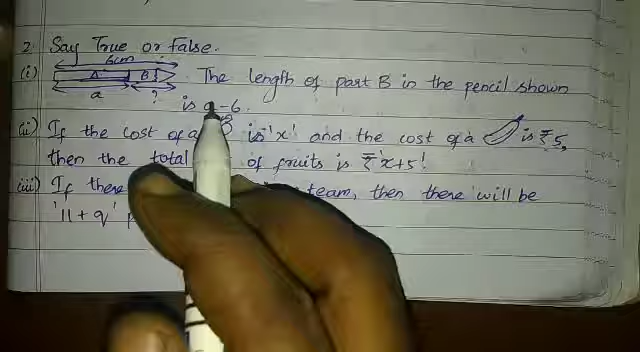 2. Say True or False.
6cm
(i) A B The length of part B in the pencil shown
a ?
is a-6.
(ii) If the cost of a is 'x' and the cost of a is ₹5,
then the total of fruits is ₹'x+5'
(iii) If there team, then there will be
'11+q'